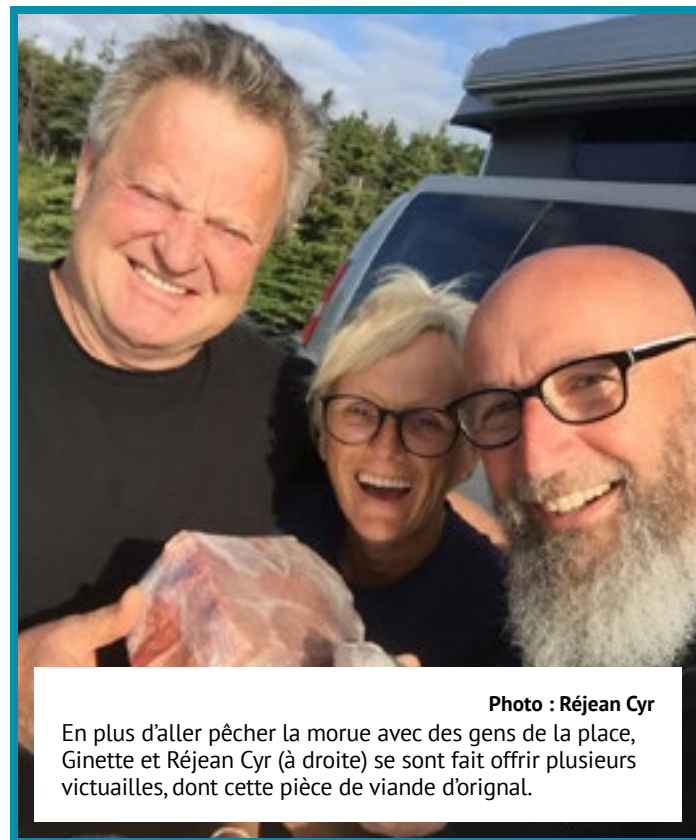 Photo : Réjean Cyr
En plus d’aller pêcher la morue avec des gens de la place,
Ginette et Réjean Cyr (à droite) se sont fait offrir plusieurs
victuailles, dont cette pièce de viande d’orignal.